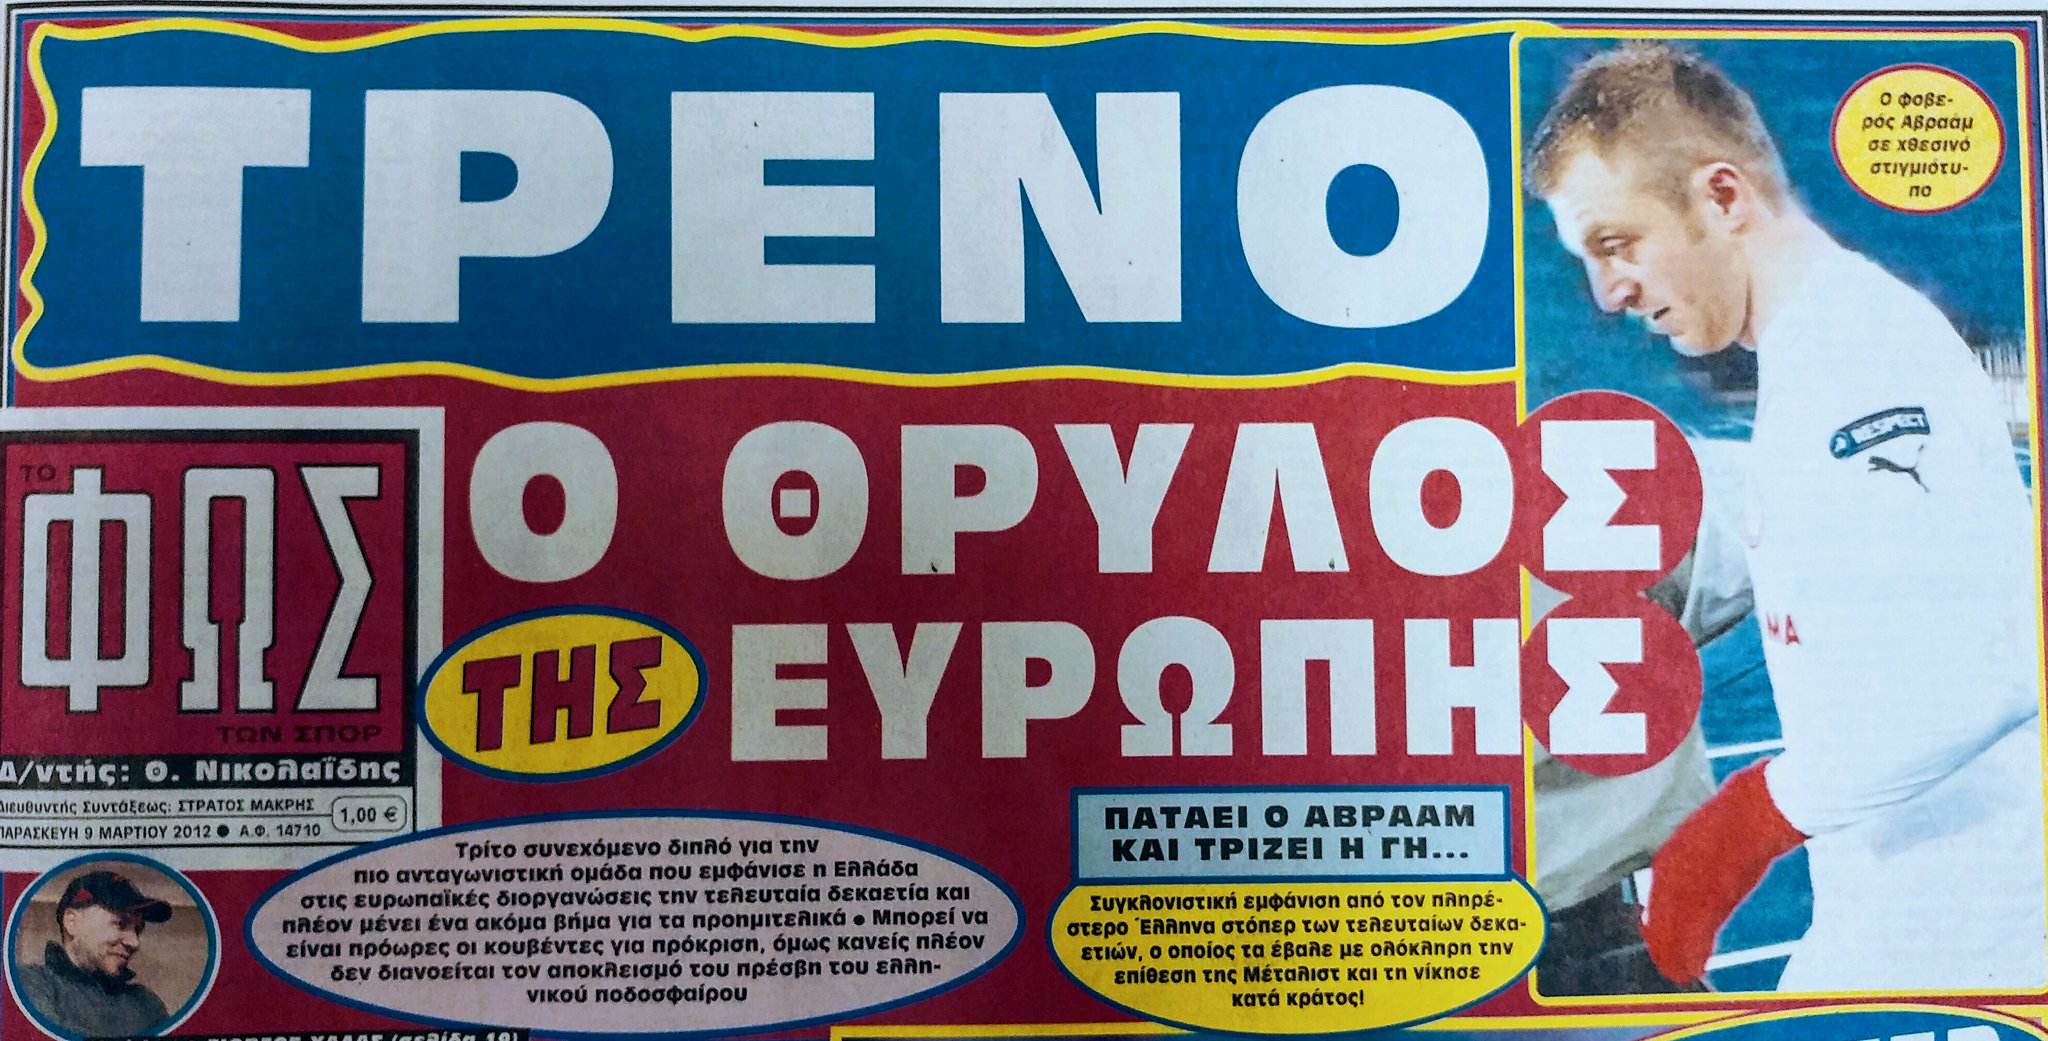 ΤΡΕΝΟ
Ο φοβε-
ρός Αβραάμ
σε χθεσινό
στιγμιότυ-
πο
Ο ΘΡΥΛΟΣ
ΤΗΣ ΕΥΡΩΠΗΣ
RESPECT
ΤΟ
ΦΩΣ
ΤΩΝ ΣΠΟΡ
Δ/ντής: Θ. Νικολαΐδης
Διευθυντής Συντάξεως: ΣΤΡΑΤΟΣ ΜΑΚΡΗΣ
1,00 €
ΠΑΡΑΣΚΕΥΗ 9 ΜΑΡΤΙΟΥ 2012 ● Α.Φ. 14710
Τρίτο συνεχόμενο διπλό για την
πιο ανταγωνιστική ομάδα που εμφάνισε η Ελλάδα
στις ευρωπαϊκές διοργανώσεις την τελευταία δεκαετία και
πλέον μένει ένα ακόμα βήμα για τα προημιτελικά ● Μπορεί να
είναι πρόωρες οι κουβέντες για πρόκριση, όμως κανείς πλέον
δεν διανοείται τον αποκλεισμό του πρέσβη του ελλη-
νικού ποδοσφαίρου
ΠΑΤΑΕΙ Ο ΑΒΡΑΑΜ
ΚΑΙ ΤΡΙΖΕΙ Η ΓΗ...
Συγκλονιστική εμφάνιση από τον πληρέ-
στερο Έλληνα στόπερ των τελευταίων δεκα-
ετιών, ο οποίος τα έβαλε με ολόκληρη την
επίθεση της Μέταλιστ και τη νίκησε
κατά κράτος!
(σελίδα 19)